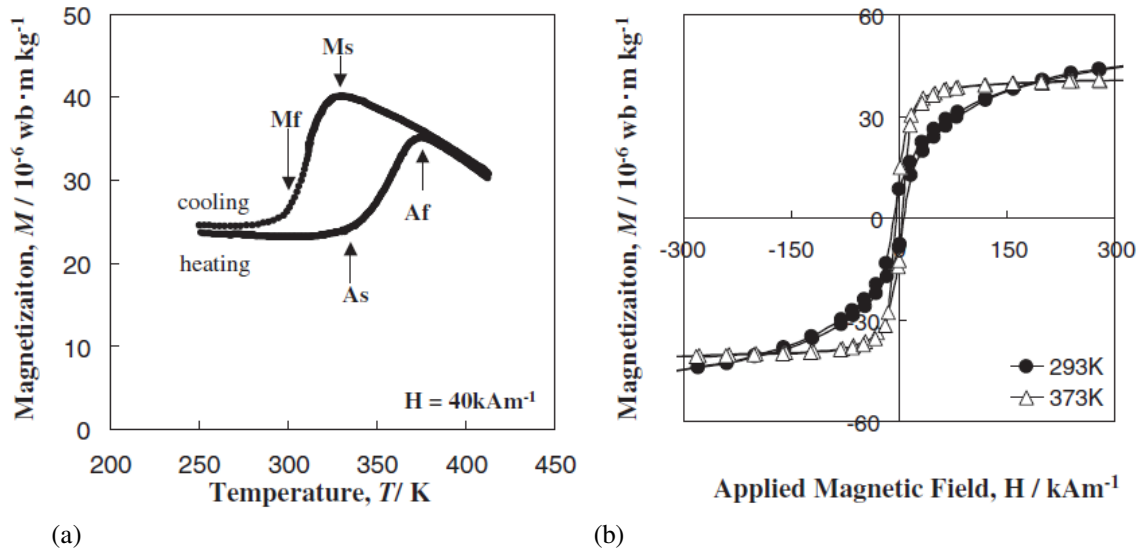 50
40
30
20
10
0
200
250
300
350
400
450
Magnetizaiton, M / 10⁻⁶ wb·m kg⁻¹
Temperature, T/ K
Ms
Mf
cooling
heating
Af
As
H = 40kAm⁻¹
(a)
60
30
0
-30
-60
-300
-150
150
300
Magnetizaiton, M / 10⁻⁶ wb·m kg⁻¹
293K
373K
Applied Magnetic Field, H / kAm⁻¹
(b)